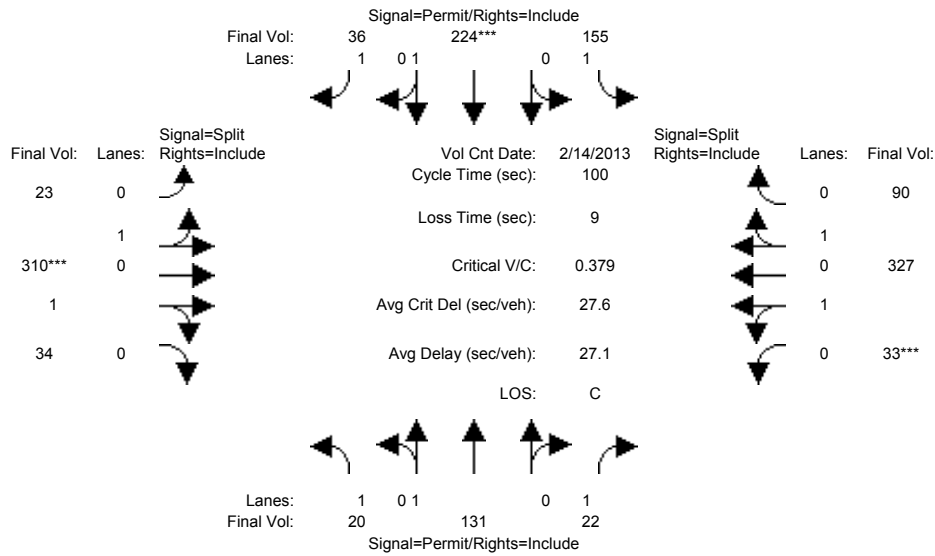 Signal=Permit/Rights=Include
Final Vol: 36 224*** 155
Lanes: 1 0 1 0 1
Signal=Split
Final Vol: Lanes: Rights=Include
Vol Cnt Date: 2/14/2013
Signal=Split
Rights=Include Lanes: Final Vol:
Cycle Time (sec): 100
23 0
0 90
Loss Time (sec): 9
1
1
310*** 0
Critical V/C: 0.379
0 327
1
Avg Crit Del (sec/veh): 27.6
1
34 0
Avg Delay (sec/veh): 27.1
0 33***
LOS: C
Lanes: 1 0 1 0 1
Final Vol: 20 131 22
Signal=Permit/Rights=Include